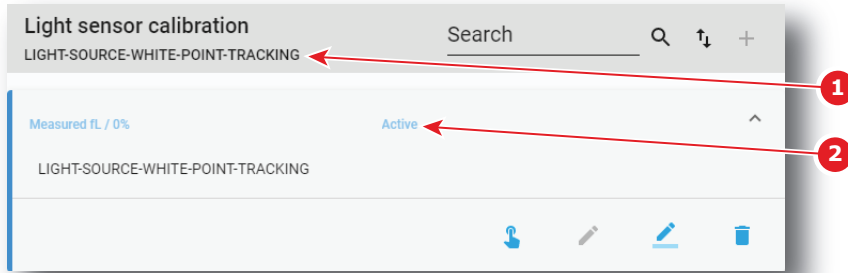 Light sensor calibration
Search
LIGHT-SOURCE-WHITE-POINT-TRACKING
1
Measured fL / 0%
Active
2
LIGHT-SOURCE-WHITE-POINT-TRACKING